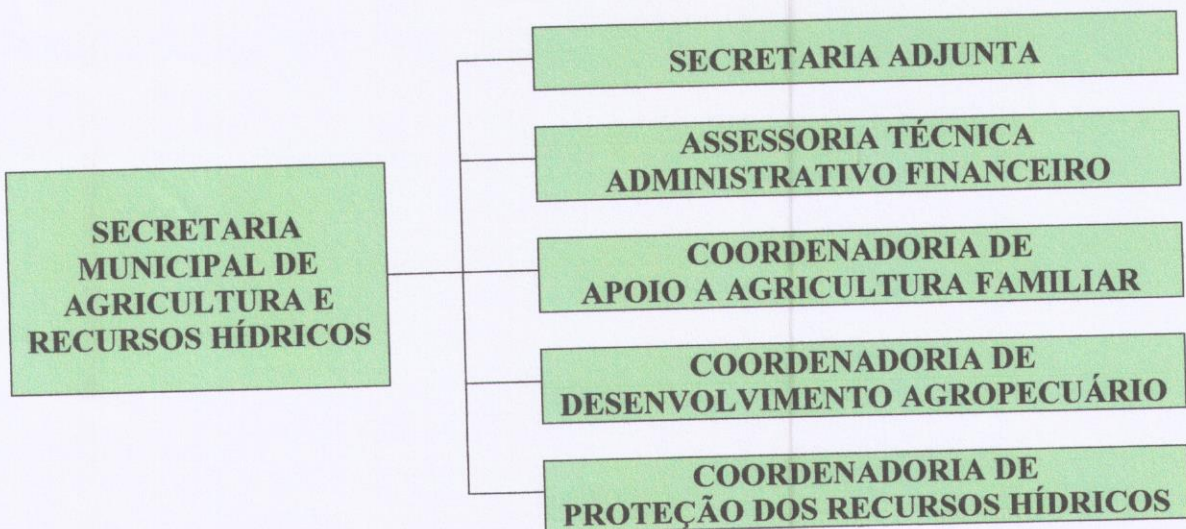 SECRETARIA
MUNICIPAL DE
AGRICULTURA E
RECURSOS HÍDRICOS
SECRETARIA ADJUNTA
ASSESSORIA TÉCNICA
ADMINISTRATIVO FINANCEIRO
COORDENADORIA DE
APOIO A AGRICULTURA FAMILIAR
COORDENADORIA DE
DESENVOLVIMENTO AGROPECUÁRIO
COORDENADORIA DE
PROTEÇÃO DOS RECURSOS HÍDRICOS